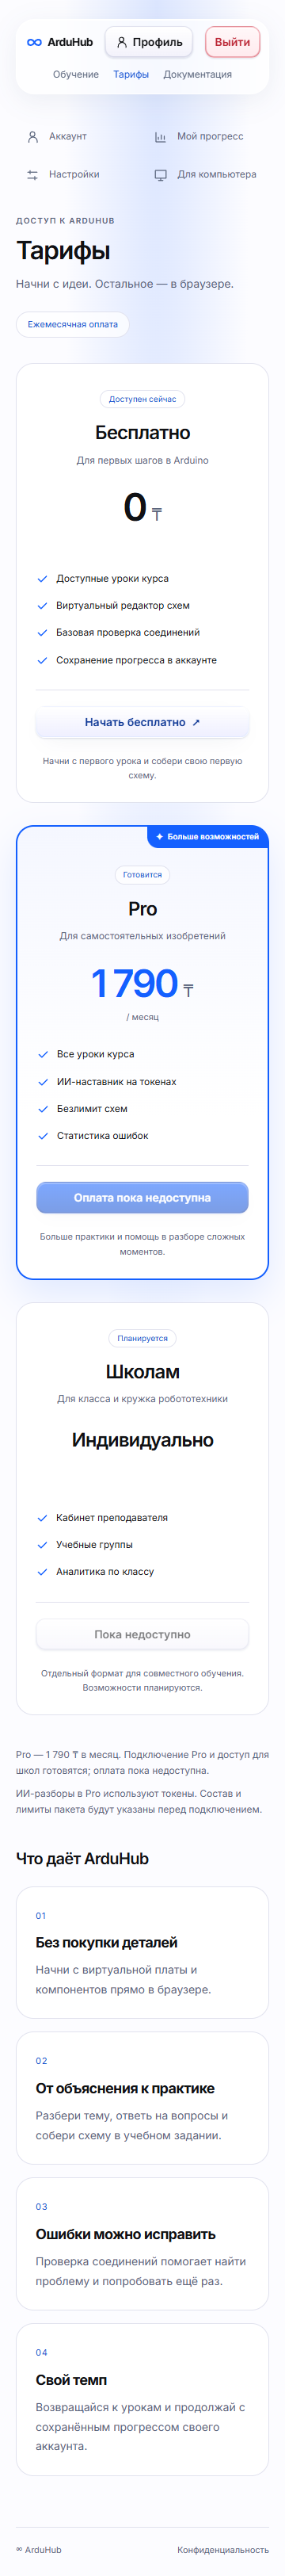 ArduHub
Профиль
Выйти
Обучение Тарифы Документация
Аккаунт
Мой прогресс
Настройки
Для компьютера
ДОСТУП К ARDUHUB
Тарифы
Начни с идеи. Остальное — в браузере.
Ежемесячная оплата
Доступен сейчас
Бесплатно
Для первых шагов в Arduino
0 ₸
Доступные уроки курса
Виртуальный редактор схем
Базовая проверка соединений
Сохранение прогресса в аккаунте
Начать бесплатно ↗
Начни с первого урока и собери свою первую
схему.
✦ Больше возможностей
Готовится
Pro
Для самостоятельных изобретений
1 790 ₸
/ месяц
Все уроки курса
ИИ-наставник на токенах
Безлимит схем
Статистика ошибок
Оплата пока недоступна
Больше практики и помощь в разборе сложных
моментов.
Планируется
Школам
Для класса и кружка робототехники
Индивидуально
Кабинет преподавателя
Учебные группы
Аналитика по классу
Пока недоступно
Отдельный формат для совместного обучения.
Возможности планируются.
Pro — 1 790 ₸ в месяц. Подключение Pro и доступ для
школ готовятся; оплата пока недоступна.
ИИ-разборы в Pro используют токены. Состав и
лимиты пакета будут указаны перед подключением.
Что даёт ArduHub
01
Без покупки деталей
Начни с виртуальной платы и
компонентов прямо в браузере.
02
От объяснения к практике
Разбери тему, ответь на вопросы и
собери схему в учебном задании.
03
Ошибки можно исправить
Проверка соединений помогает найти
проблему и попробовать ещё раз.
04
Свой темп
Возвращайся к урокам и продолжай с
сохранённым прогрессом своего
аккаунта.
∞ ArduHub
Конфиденциальность